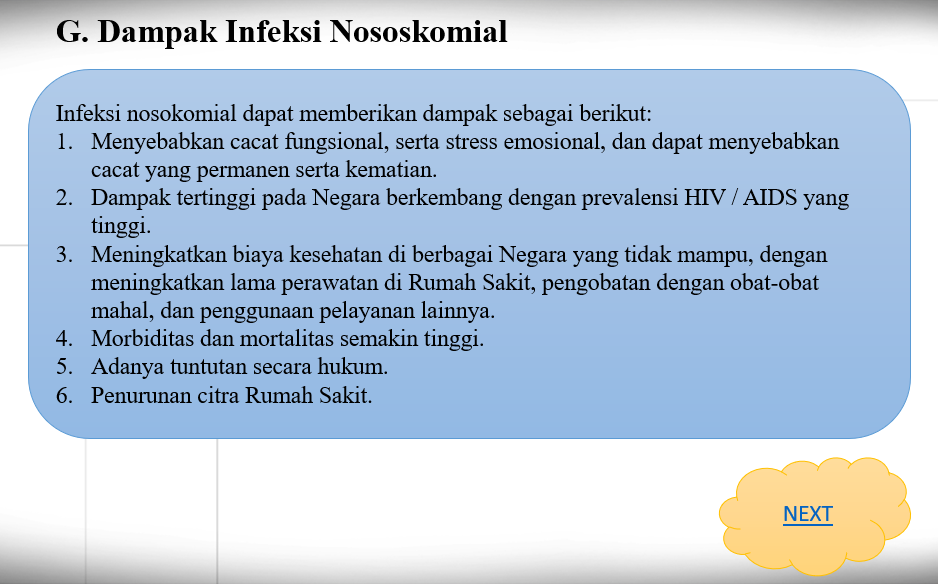 G. Dampak Infeksi Nososkomial
Infeksi nosokomial dapat memberikan dampak sebagai berikut:
1. Menyebabkan cacat fungsional, serta stress emosional, dan dapat menyebabkan
cacat yang permanen serta kematian.
2. Dampak tertinggi pada Negara berkembang dengan prevalensi HIV / AIDS yang
tinggi.
3. Meningkatkan biaya kesehatan di berbagai Negara yang tidak mampu, dengan
meningkatkan lama perawatan di Rumah Sakit, pengobatan dengan obat-obat
mahal, dan penggunaan pelayanan lainnya.
4. Morbiditas dan mortalitas semakin tinggi.
5. Adanya tuntutan secara hukum.
6. Penurunan citra Rumah Sakit.
NEXT